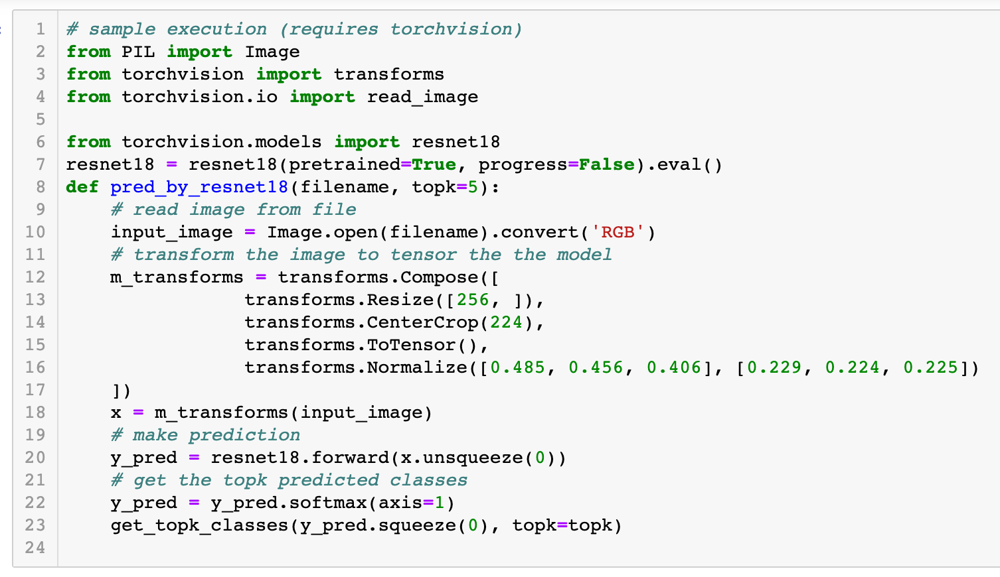 1 # sample execution (requires torchvision)
2 from PIL import Image
3 from torchvision import transforms
4 from torchvision.io import read_image
5
6 from torchvision.models import resnet18
7 resnet18 = resnet18(pretrained=True, progress=False).eval()
8 def pred_by_resnet18(filename, topk=5):
9     # read image from file
10     input_image = Image.open(filename).convert('RGB')
11     # transform the image to tensor the the model
12     m_transforms = transforms.Compose([
13                 transforms.Resize([256, ]),
14                 transforms.CenterCrop(224),
15                 transforms.ToTensor(),
16                 transforms.Normalize([0.485, 0.456, 0.406], [0.229, 0.224, 0.225])
17     ])
18     x = m_transforms(input_image)
19     # make prediction
20     y_pred = resnet18.forward(x.unsqueeze(0))
21     # get the topk predicted classes
22     y_pred = y_pred.softmax(axis=1)
23     get_topk_classes(y_pred.squeeze(0), topk=topk)
24